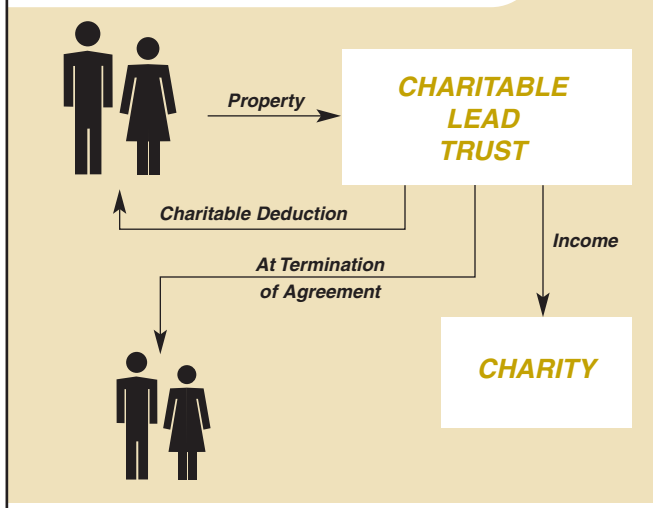 CHARITABLE
LEAD
TRUST
Property
Charitable Deduction
Income
At Termination
of Agreement
CHARITY